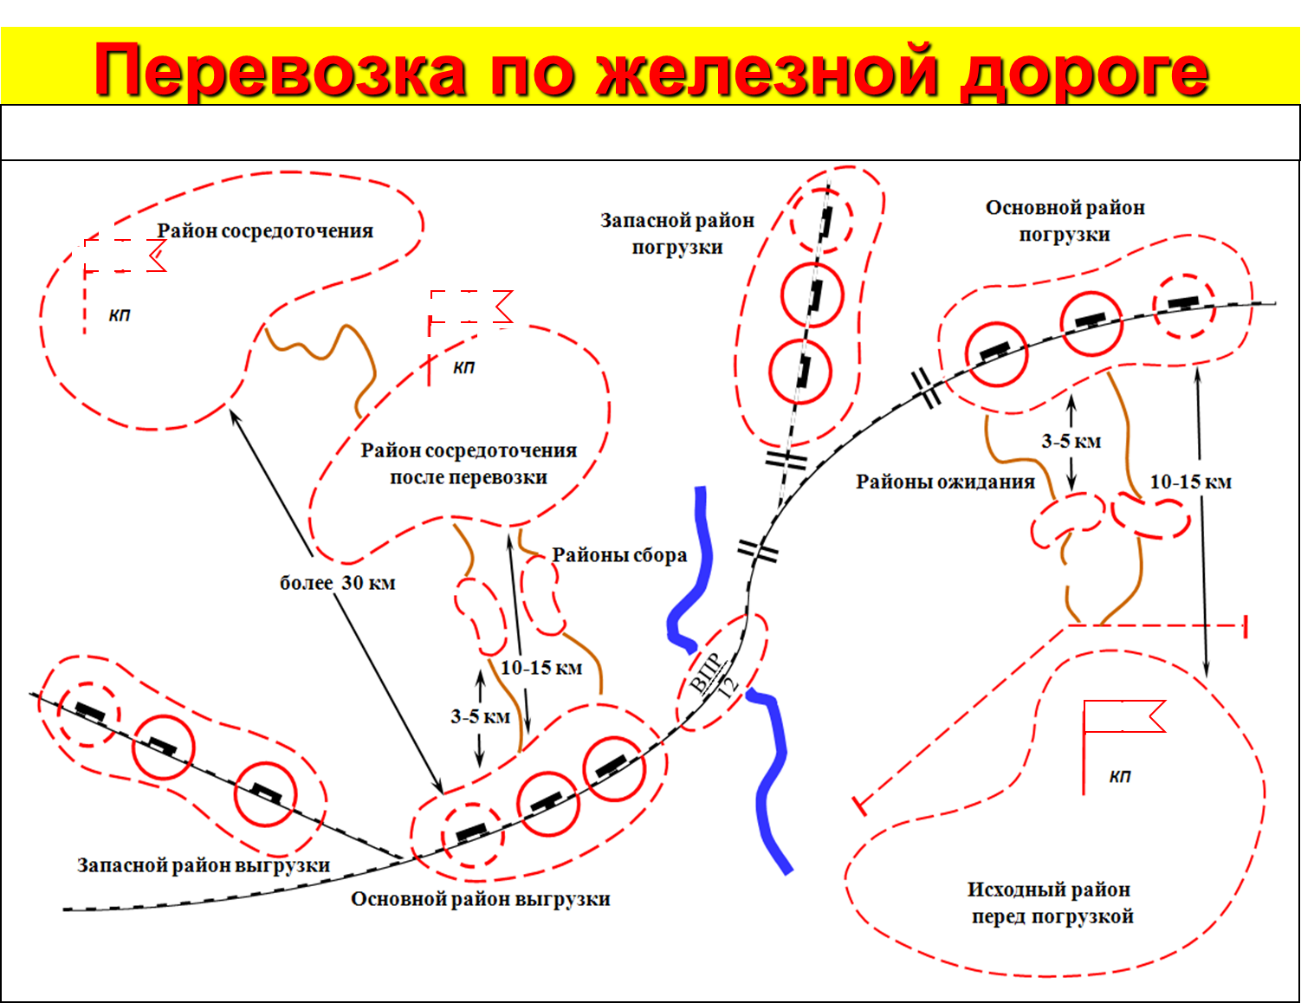 Перевозка по железной дороге
Район сосредоточения
КП
КП
Район сосредоточения
после перевозки
Запасной район
погрузки
Основной район
погрузки
3-5 км
10-15 км
Районы ожидания
Районы сбора
более 30 км
10-15 км
3-5 км
ВПР
12
КП
Запасной район выгрузки
Основной район выгрузки
Исходный район
перед погрузкой